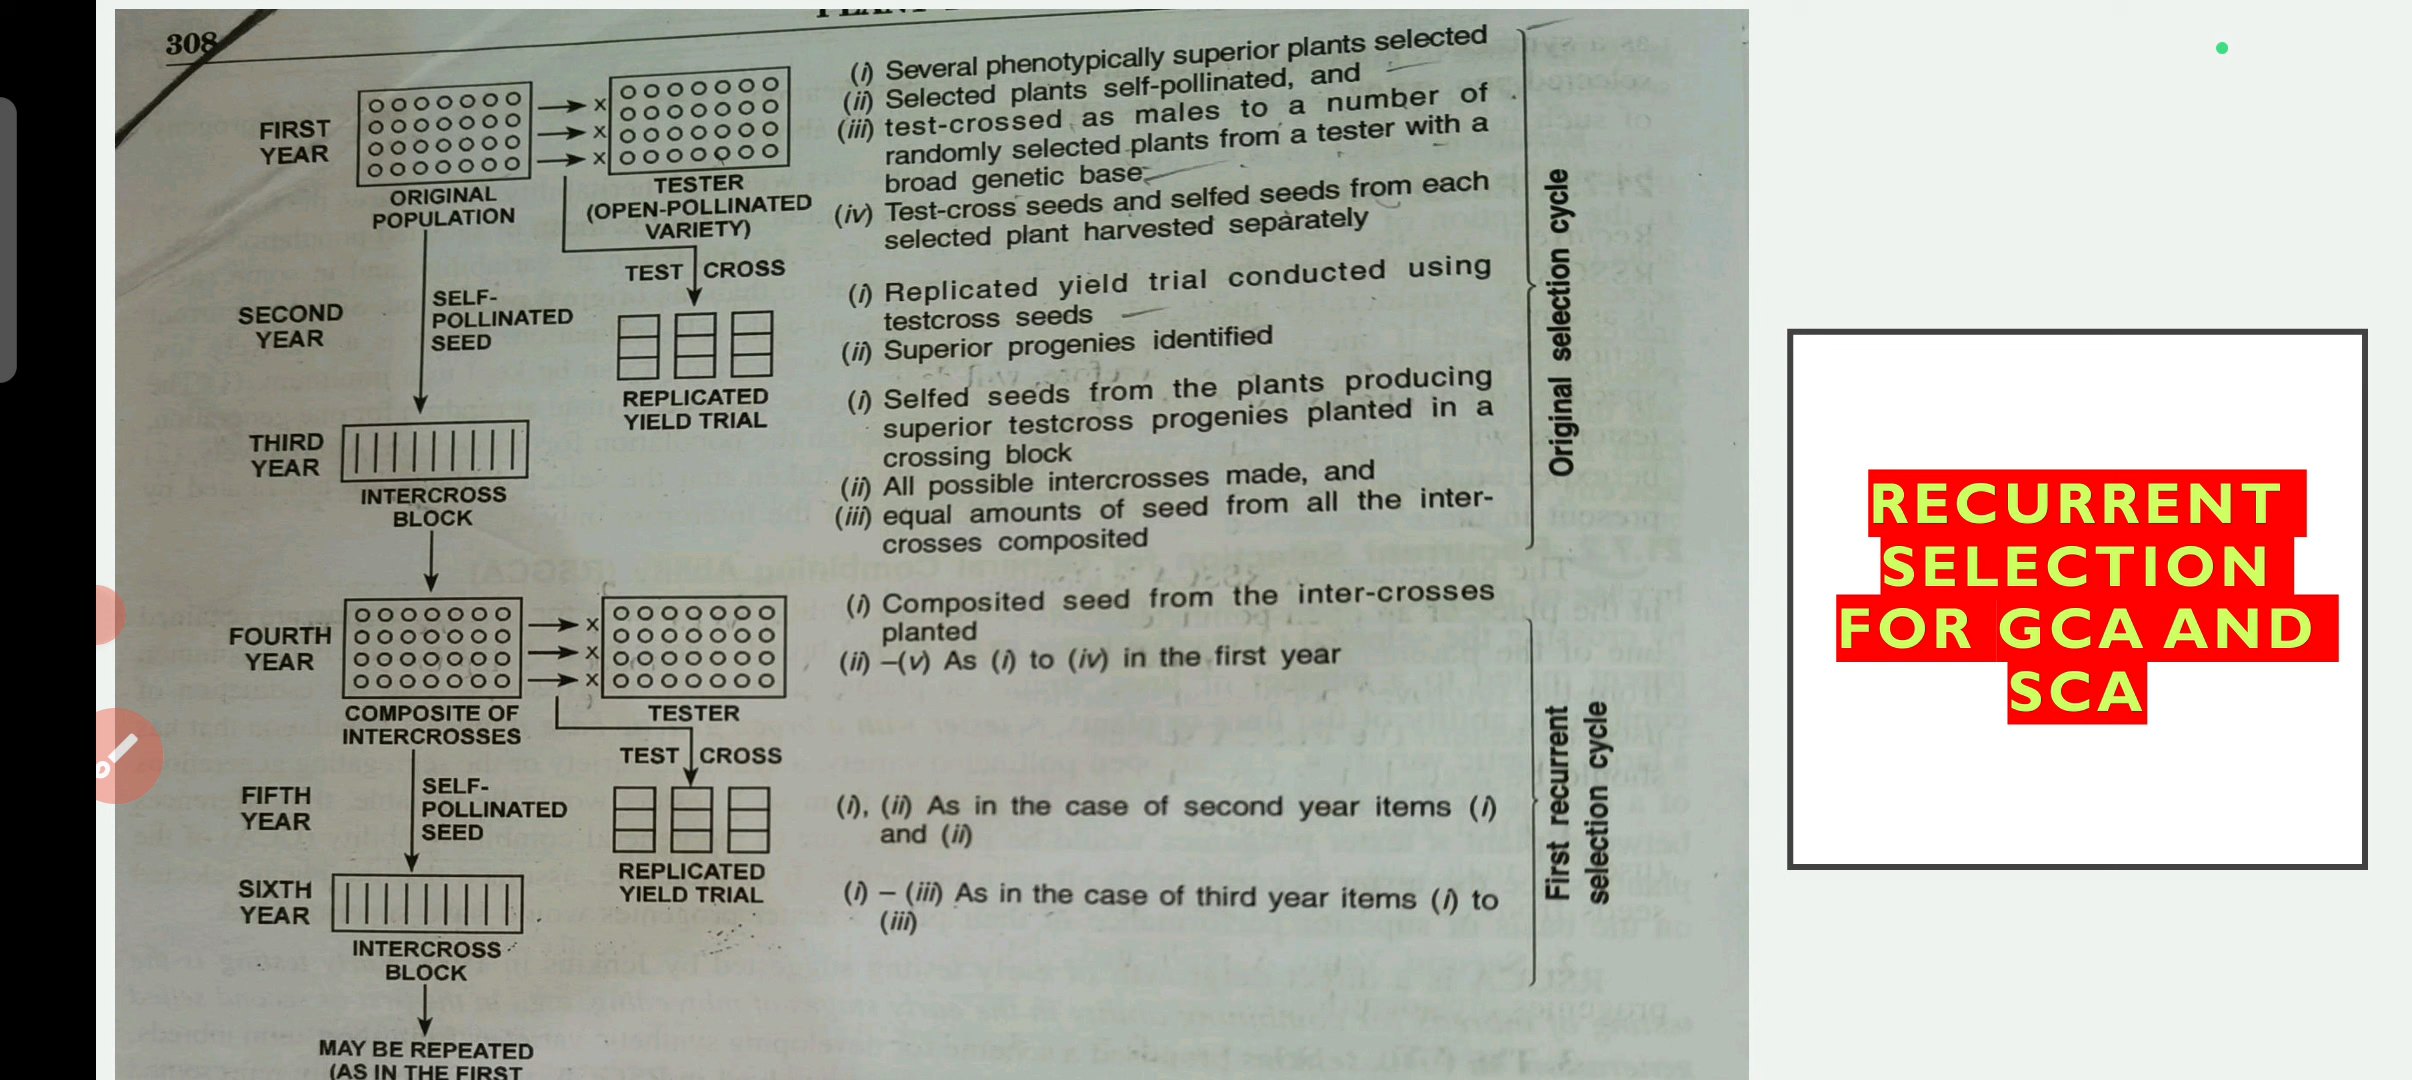 308
FIRST
YEAR
ORIGINAL
POPULATION
x
x
x
TESTER
(OPEN-POLLINATED
VARIETY)
(i) Several phenotypically superior plants selected
(ii) Selected plants self-pollinated, and
(iii) test-crossed as males to a number of
randomly selected plants from a tester with a
broad genetic base
(iv) Test-cross seeds and selfed seeds from each
selected plant harvested separately
SECOND
YEAR
SELF-
POLLINATED
SEED
TEST CROSS
REPLICATED
YIELD TRIAL
(i) Replicated yield trial conducted using
testcross seeds
(ii) Superior progenies identified
THIRD
YEAR
INTERCROSS
BLOCK
(i) Selfed seeds from the plants producing
superior testcross progenies planted in a
crossing block
(ii) All possible intercrosses made, and
(iii) equal amounts of seed from all the inter-
crosses composited
Original selection cycle
FOURTH
YEAR
COMPOSITE OF
INTERCROSSES
x
x
x
TESTER
(i) Composited seed from the inter-crosses
planted
(ii) –(v) As (i) to (iv) in the first year
FIFTH
YEAR
SELF-
POLLINATED
SEED
TEST CROSS
REPLICATED
YIELD TRIAL
(i), (ii) As in the case of second year items (i)
and (ii)
SIXTH
YEAR
INTERCROSS
BLOCK
(i) – (iii) As in the case of third year items (i) to
(iii)
First recurrent
selection cycle
MAY BE REPEATED
(AS IN THE FIRST
RECURRENT
SELECTION
FOR GCA AND
SCA